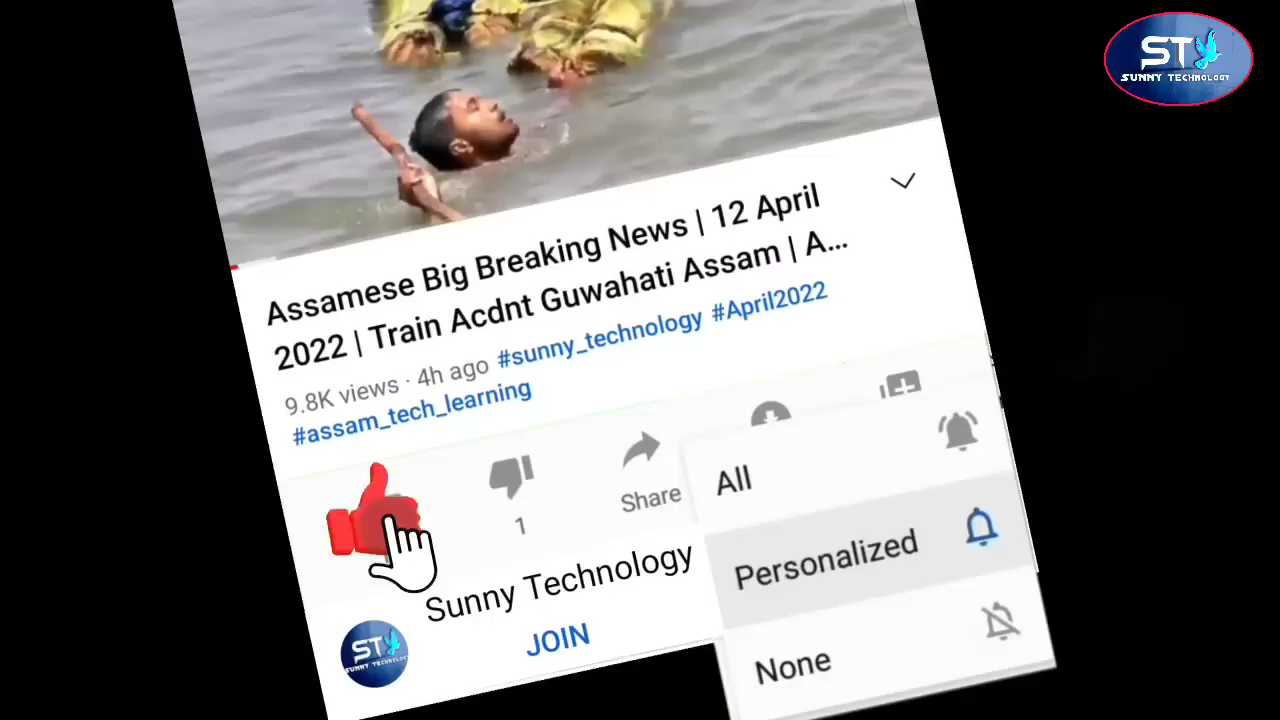 ST
SUNNY TECHNOLOGY
Assamese Big Breaking News | 12 April
2022 | Train Acdnt Guwahati Assam | A...
9.8K views · 4h ago #sunny_technology #April2022
#assam_tech_learning
1
Share
All
Personalized
None
Sunny Technology
JOIN
ST
SUNNY TECHNOLOGY